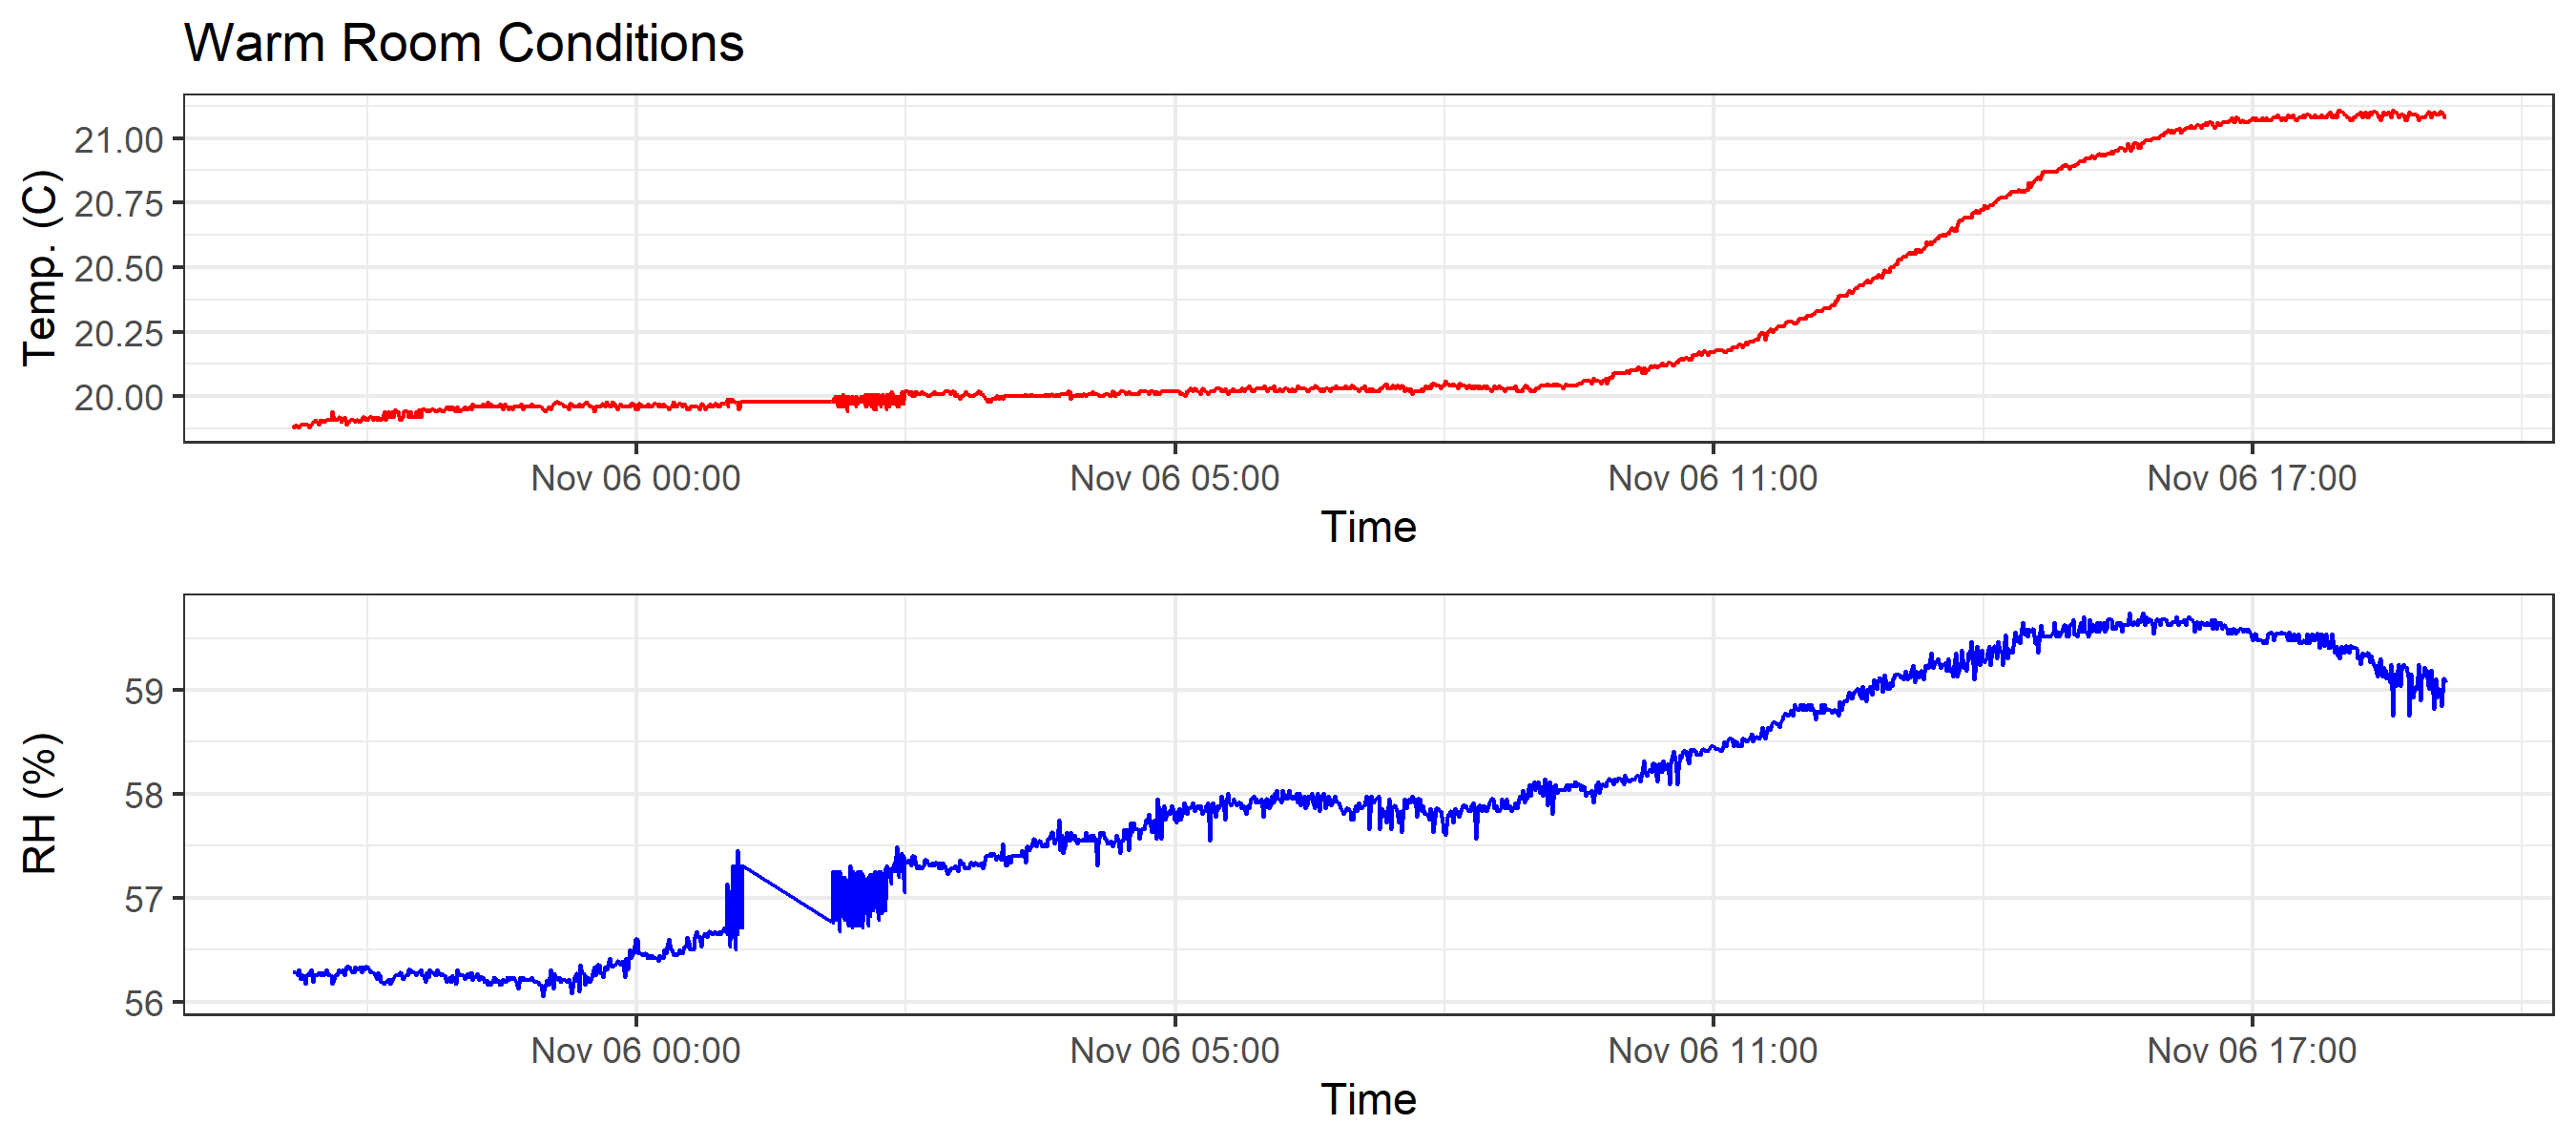 Warm Room Conditions
Temp. (C)
21.00
20.75
20.50
20.25
20.00
Nov 06 00:00 Nov 06 05:00 Nov 06 11:00 Nov 06 17:00
Time
RH (%)
59
58
57
56
Nov 06 00:00 Nov 06 05:00 Nov 06 11:00 Nov 06 17:00
Time